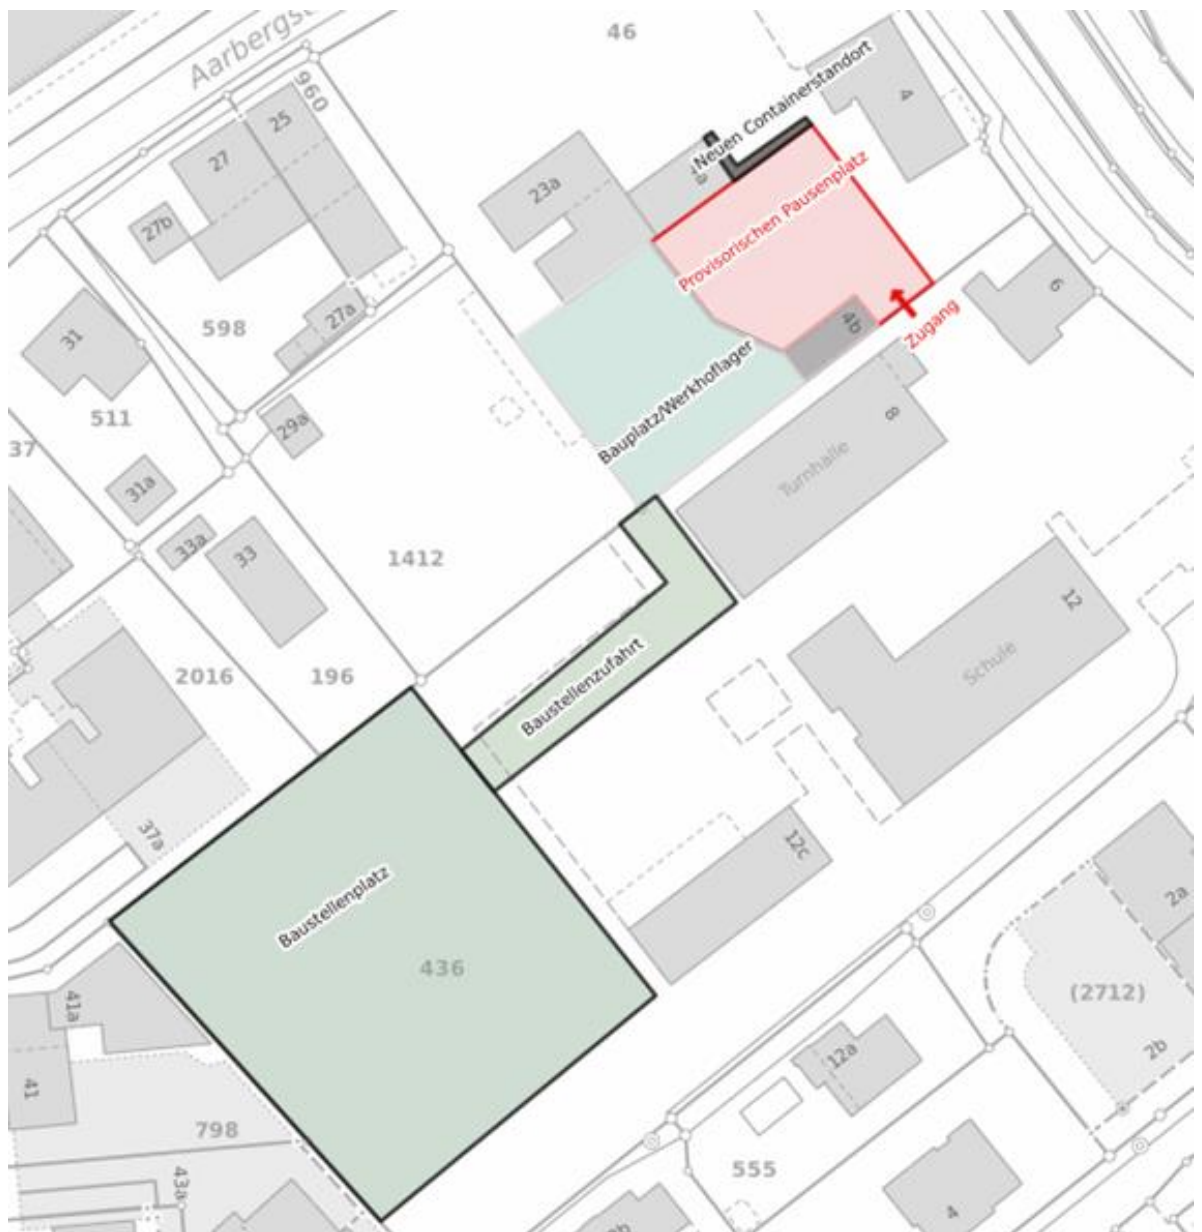 46
Aarbergs
960
25
27
4
Neuen Containerstandort
23a
27b
Provisorischen Pausenplatz
6
27a
598
31
4b
Zugang
Bauplatz/Werkhoflager
511
29a
8
37
Turnhalle
31a
33a
33
1412
12
Schule
2016
196
Baustellenzufahrt
37a
12c
Baustellenplatz
2a
436
(2712)
41a
12a
2b
41
798
555
43a
4